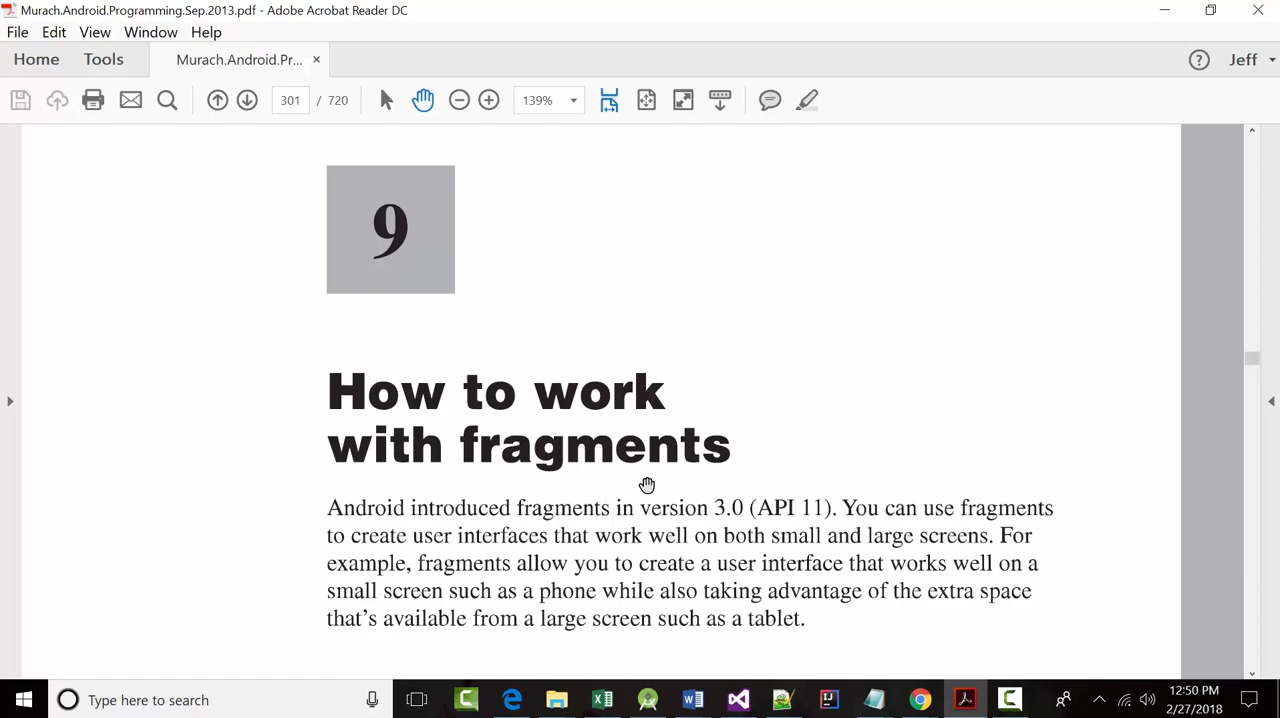 Murach.Android.Programming.Sep.2013.pdf - Adobe Acrobat Reader DC
File Edit View Window Help
Home Tools Murach.Android.Pr... × ? Jeff
301 / 720 139%
9
How to work
with fragments
Android introduced fragments in version 3.0 (API 11). You can use fragments
to create user interfaces that work well on both small and large screens. For
example, fragments allow you to create a user interface that works well on a
small screen such as a phone while also taking advantage of the extra space
that's available from a large screen such as a tablet.
Type here to search
12:50 PM
2/27/2018